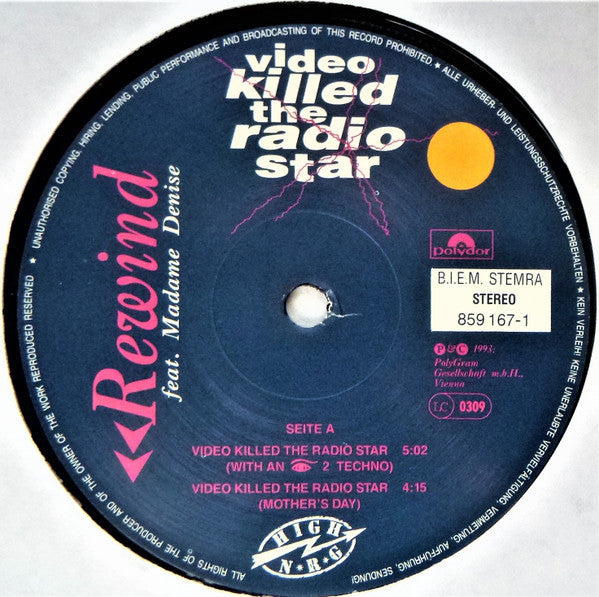 video
killed
the
radio
star
Rewind
feat. Madame Denise
polydor
B.I.E.M. STEMRA
STEREO
859 167-1
P & C 1993:
PolyGram
Gesellschaft m.b.H.,
Vienna
LC 0309
SEITE A
VIDEO KILLED THE RADIO STAR 5:02
(WITH AN 2 TECHNO)
VIDEO KILLED THE RADIO STAR 4:15
(MOTHER'S DAY)
HIGH
N★R★G
ALL RIGHTS OF THE PRODUCER AND OF THE OWNER OF THE WORK REPRODUCED RESERVED ★ UNAUTHORISED COPYING, HIRING, LENDING, PUBLIC PERFORMANCE AND BROADCASTING OF THIS RECORD PROHIBITED ★ ALLE URHEBER- UND LEISTUNGSSCHUTZRECHTE VORBEHALTEN ★ KEIN VERLEIH! KEINE UNERLAUBTE VERVIELFÄLTIGUNG, VERMIETUNG, AUFFÜHRUNG, SENDUNG!